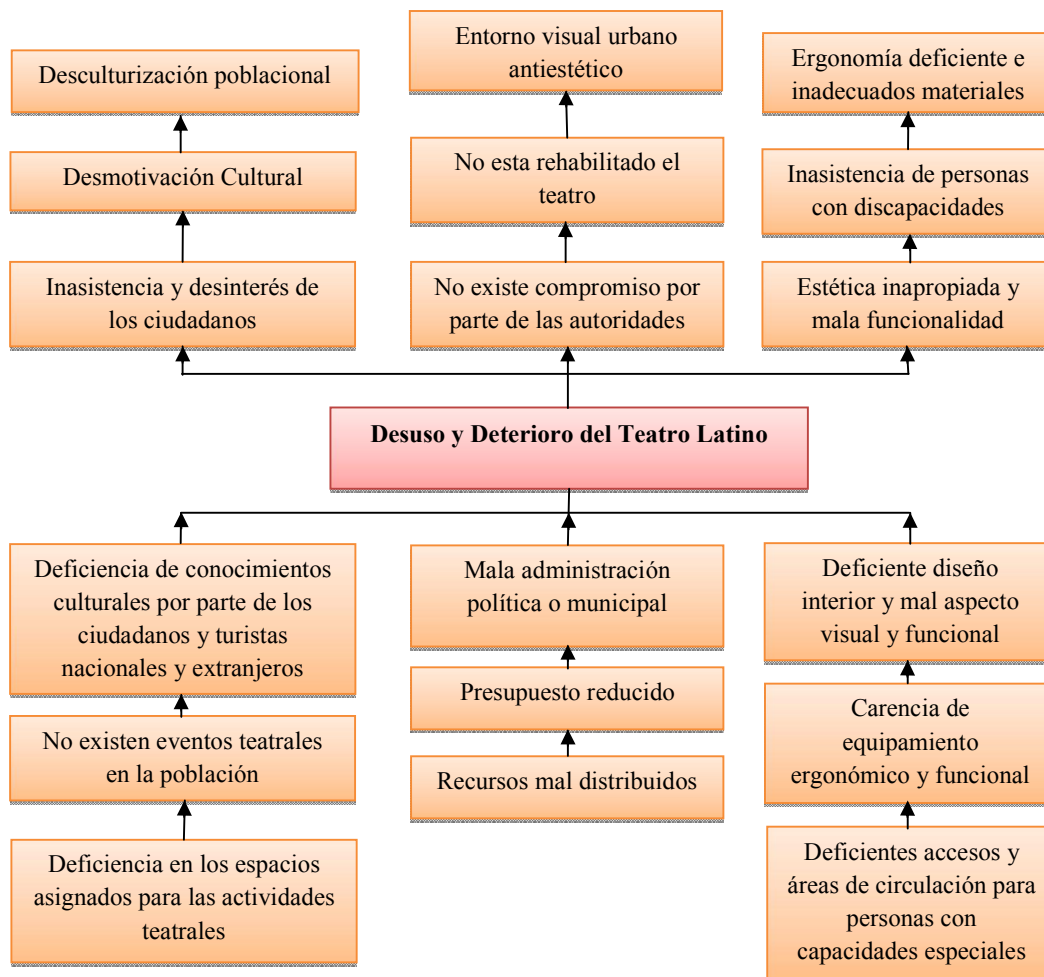 Desculturización poblacional
Entorno visual urbano
antiestético
Ergonomía deficiente e
inadecuados materiales
Desmotivación Cultural
No esta rehabilitado el
teatro
Inasistencia de personas
con discapacidades
Inasistencia y desinterés de
los ciudadanos
No existe compromiso por
parte de las autoridades
Estética inapropiada y
mala funcionalidad
Desuso y Deterioro del Teatro Latino
Deficiencia de conocimientos
culturales por parte de los
ciudadanos y turistas
nacionales y extranjeros
Mala administración
política o municipal
Deficiente diseño
interior y mal aspecto
visual y funcional
No existen eventos teatrales
en la población
Presupuesto reducido
Carencia de
equipamiento
ergonómico y funcional
Recursos mal distribuidos
Deficiencia en los espacios
asignados para las actividades
teatrales
Deficientes accesos y
áreas de circulación para
personas con
capacidades especiales